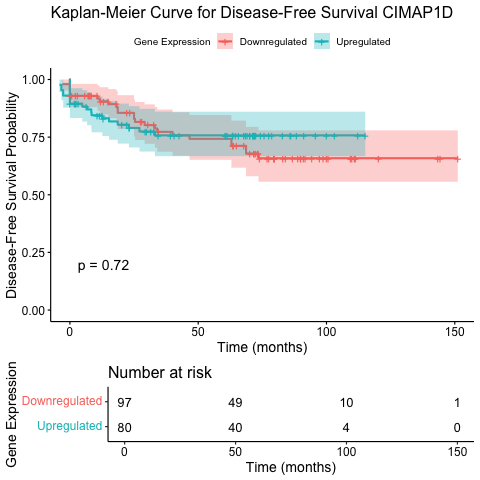 Kaplan-Meier Curve for Disease-Free Survival CIMAP1D
Gene Expression Downregulated Upregulated
Disease-Free Survival Probability
1.00
0.75
0.50
0.25
0.00
p = 0.72
0 50 100 150
Time (months)
Number at risk
Gene Expression
Downregulated 97 49 10 1
Upregulated 80 40 4 0
0 50 100 150
Time (months)